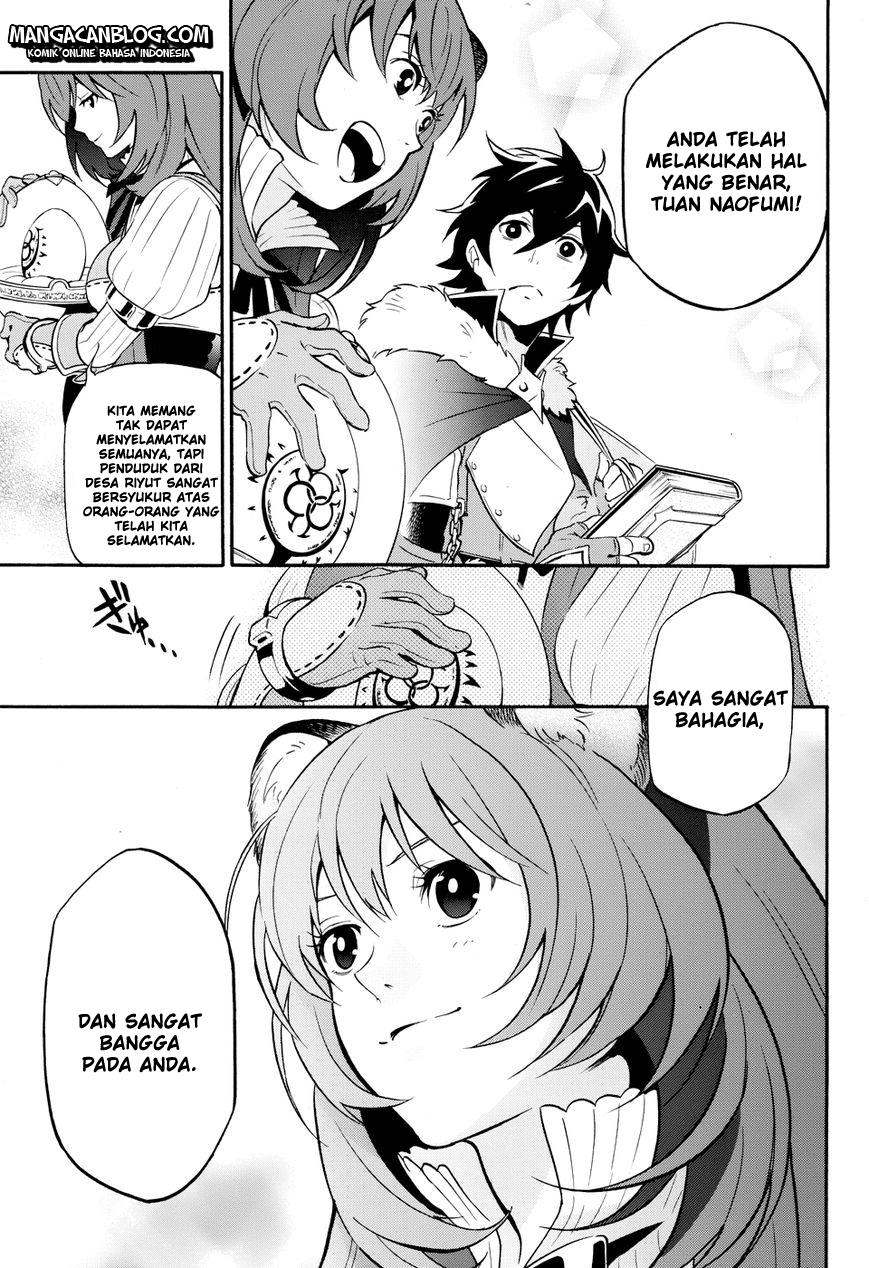 MANGACANBLOG.COM
KOMIK ONLINE BAHASA INDONESIA
ANDA TELAH
MELAKUKAN HAL
YANG BENAR,
TUAN NAOFUMI!
KITA MEMANG
TAK DAPAT
MENYELAMATKAN
SEMUANYA, TAPI
PENDUDUK DARI
DESA RIYUT SANGAT
BERSYUKUR ATAS
ORANG-ORANG YANG
TELAH KITA
SELAMATKAN.
ぎゅ...
SAYA SANGAT
BAHAGIA,
DAN SANGAT
BANGGA
PADA ANDA.